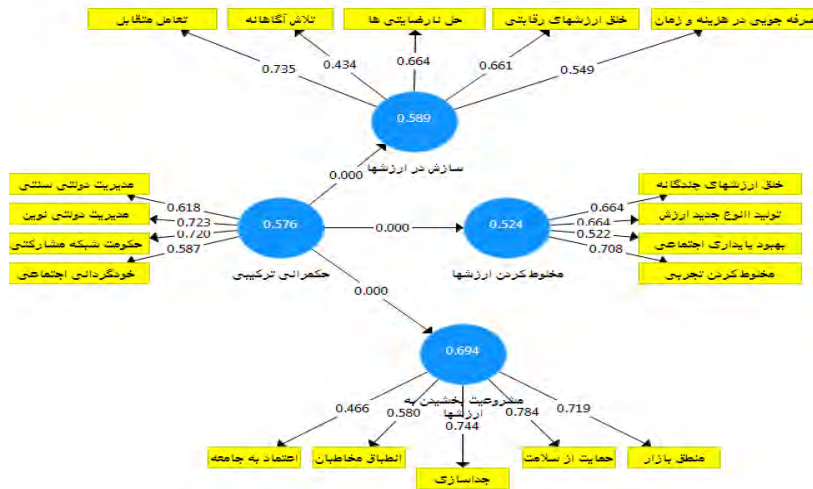 تعامل متقابل
تلاش آگاهانه
حل نارضایتی ها
خلق ارزشهای رقابتی
صرفه جویی در هزینه و زمان
0.735
0.434
0.664
0.661
0.549
0.589
سازش در ارزشها
0.000
مدیریت دولتی سنتی
مدیریت دولتی نوین
حکومت شبکه مشارکتی
خودگردانی اجتماعی
0.618
0.723
0.720
0.587
0.576
حکمرانی ترکیبی
0.000
0.524
مخلوط کردن ارزشها
خلق ارزشهای چندگانه
تولید اانوع جدید ارزش
بهبود پایداری اجتماعی
مخلوط کردن تجربی
0.664
0.664
0.522
0.708
0.000
0.694
مشروعیت بخشیدن به
ارزشها
0.466
0.580
0.744
0.784
0.719
اعتماد به جامعه
انطباق مخاطبان
جداسازی
حمایت از سلامت
منطق بازار